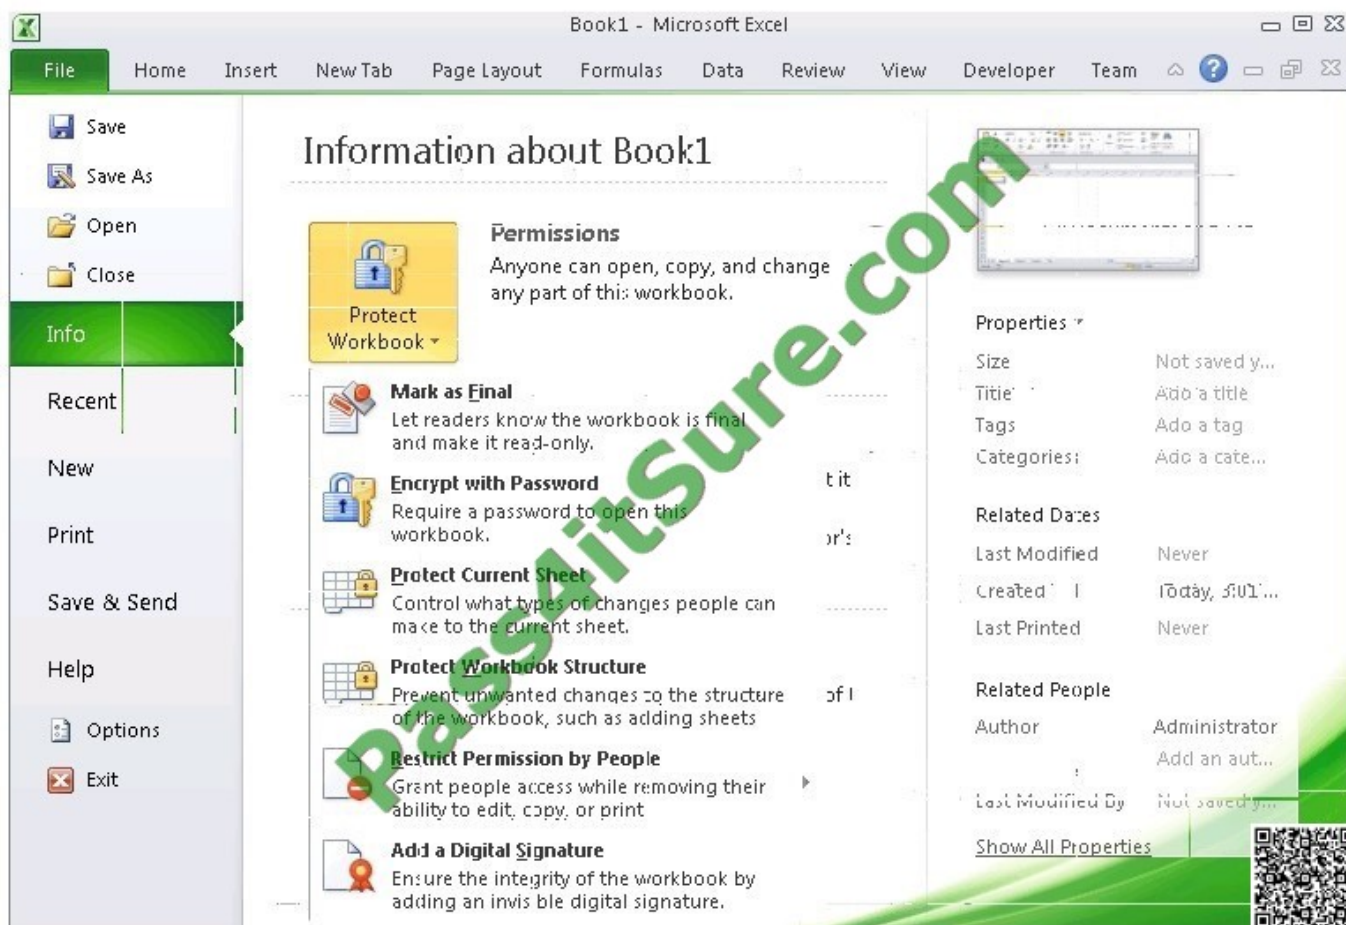 Book1 - Microsoft Excel
File Home Insert New Tab Page Layout Formulas Data Review View Developer Team
Save
Save As
Open
Close
Info
Recent
New
Print
Save & Send
Help
Options
Exit
Information about Book1
Protect
Workbook
Permissions
Anyone can open, copy, and change
any part of this workbook.
Mark as Final
Let readers know the workbook is final
and make it read-only.
Encrypt with Password
Require a password to open this
workbook.
Protect Current Sheet
Control what types of changes people can
make to the current sheet.
Protect Workbook Structure
Prevent unwanted changes to the structure
of the workbook, such as adding sheets
Restrict Permission by People
Grant people access while removing their
ability to edit, copy, or print
Add a Digital Signature
Ensure the integrity of the workbook by
adding an invisible digital signature.
t it
or's
of
Properties
Size Not saved y...
Title Add a title
Tags Add a tag
Categories Add a cate...
Related Dates
Last Modified Never
Created Today, 3:01...
Last Printed Never
Related People
Author Administrator
Add an aut...
Last Modified By Not saved y...
Show All Properties
Pass4itSure.com